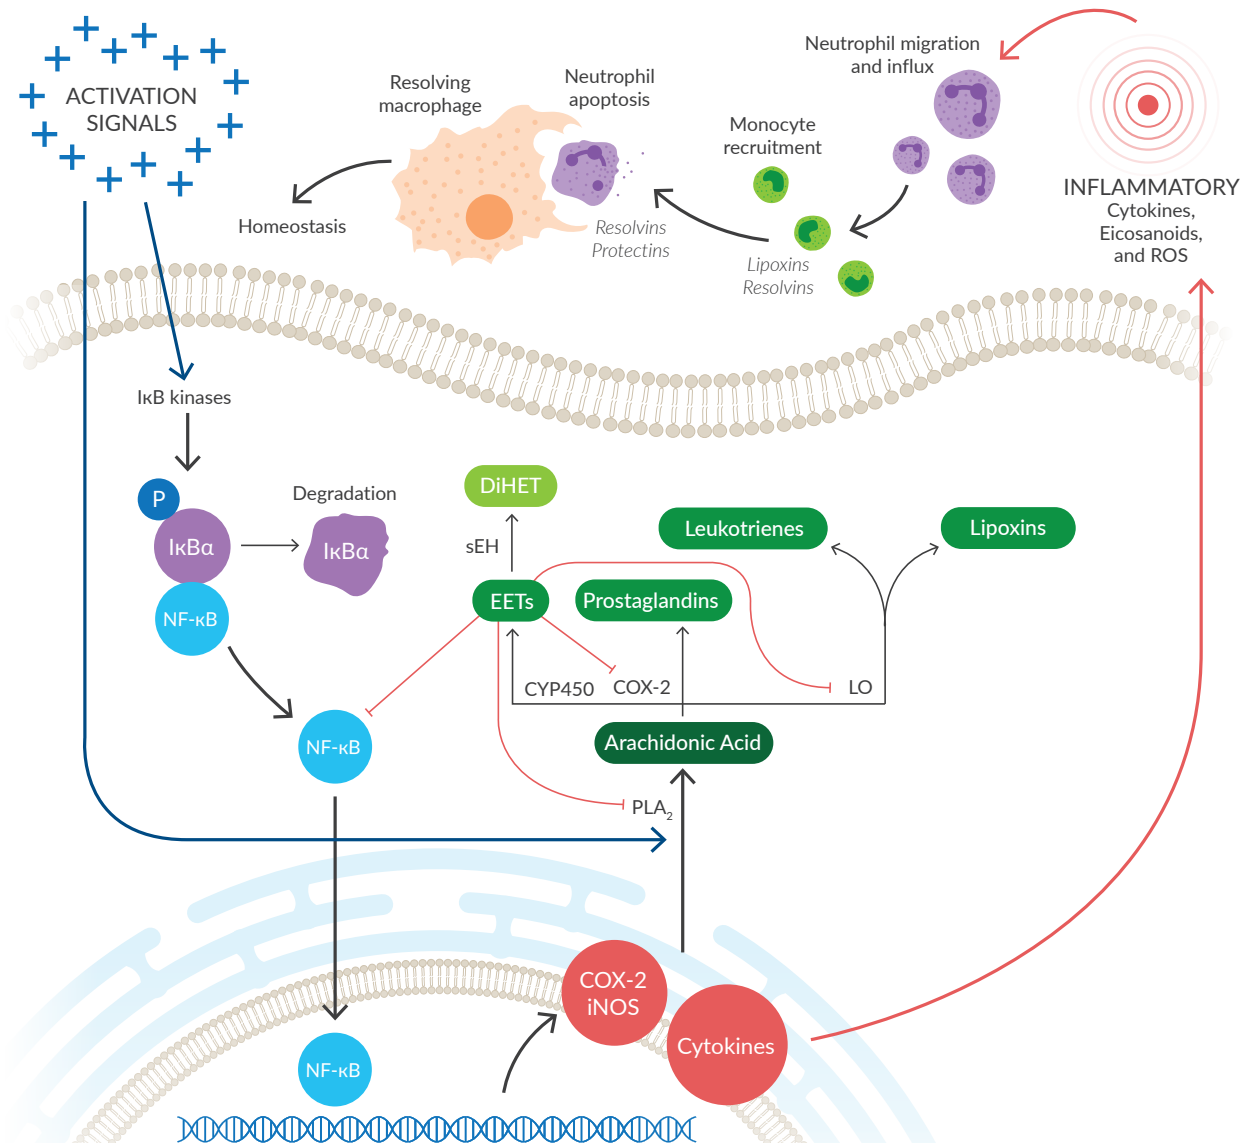 ACTIVATION
SIGNALS
Resolving
macrophage
Neutrophil
apoptosis
Neutrophil migration
and influx
Monocyte
recruitment
Homeostasis
Resolvins
Protectins
Lipoxins
Resolvins
INFLAMMATORY
Cytokines,
Eicosanoids,
and ROS
IκB kinases
P
IκBα
NF-κB
Degradation
IκBα
DiHET
sEH
EETs
Prostaglandins
Leukotrienes
Lipoxins
CYP450
COX-2
LO
Arachidonic Acid
NF-κB
PLA₂
COX-2
iNOS
Cytokines
NF-κB